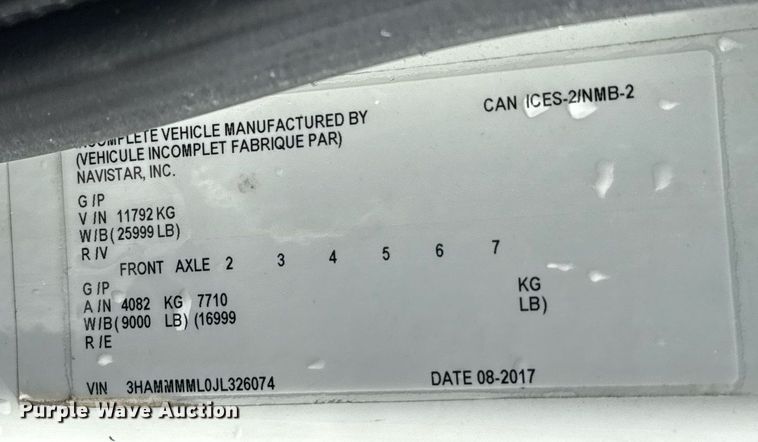 CAN ICES-2/NMB-2
INCOMPLETE VEHICLE MANUFACTURED BY
(VEHICULE INCOMPLET FABRIQUE PAR)
NAVISTAR, INC.
G /P
V /N 11792 KG
W/B( 25999 LB)
R /V
FRONT AXLE 2 3 4 5 6 7
G /P
A /N 4082 KG 7710 KG
W/B( 9000 LB) (16999 LB)
R /E
VIN 3HAMMMML0JL326074 DATE 08-2017
Purple Wave Auction